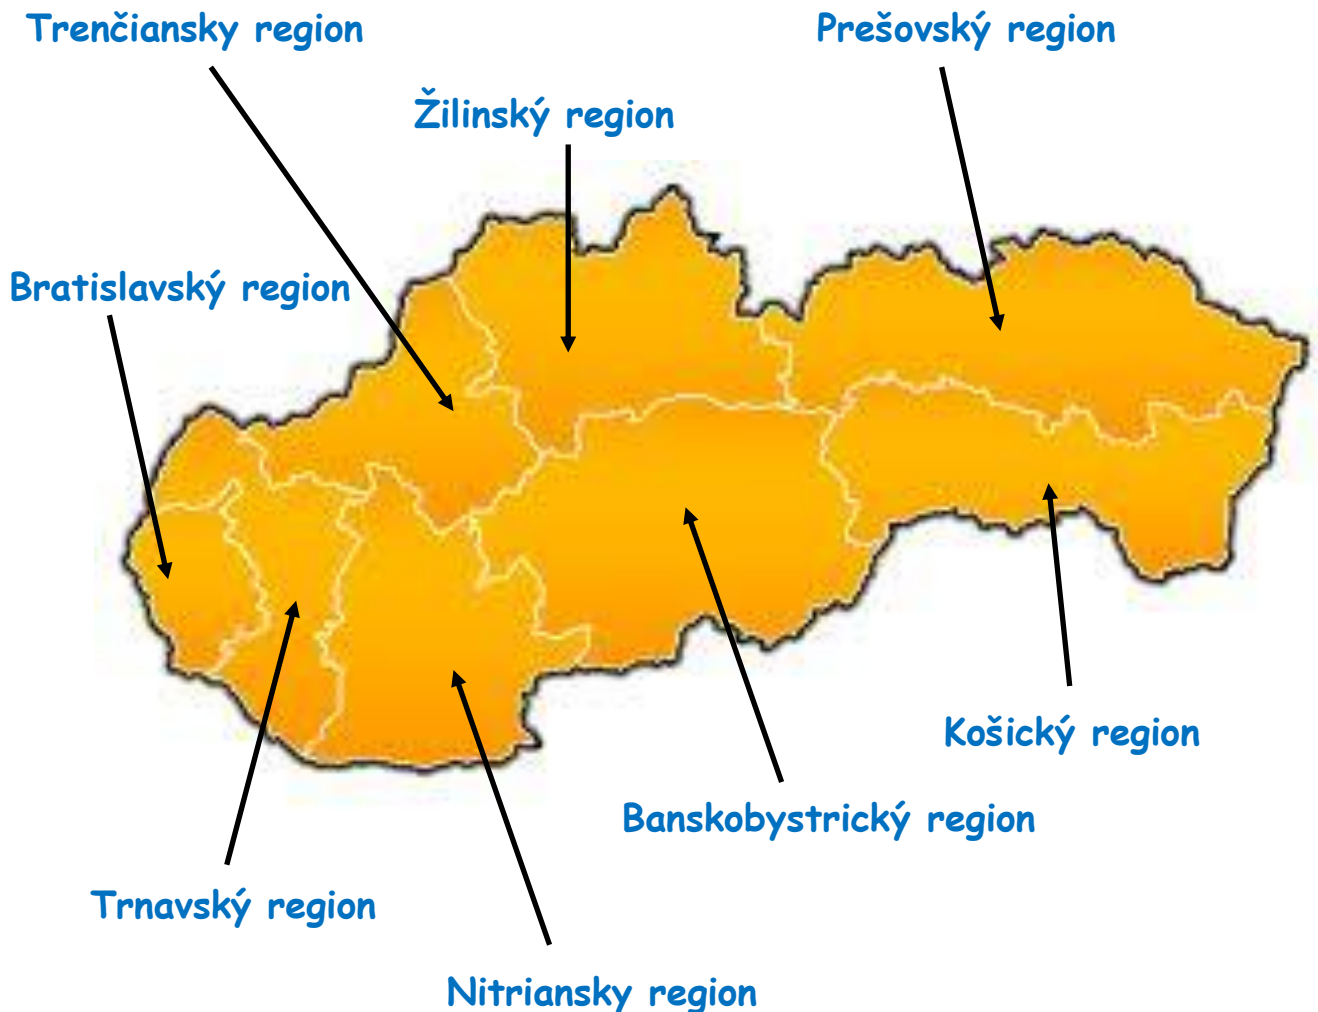 Trenčiansky region
Prešovský region
Žilinský region
Bratislavský region
Košický region
Banskobystrický region
Trnavský region
Nitriansky region